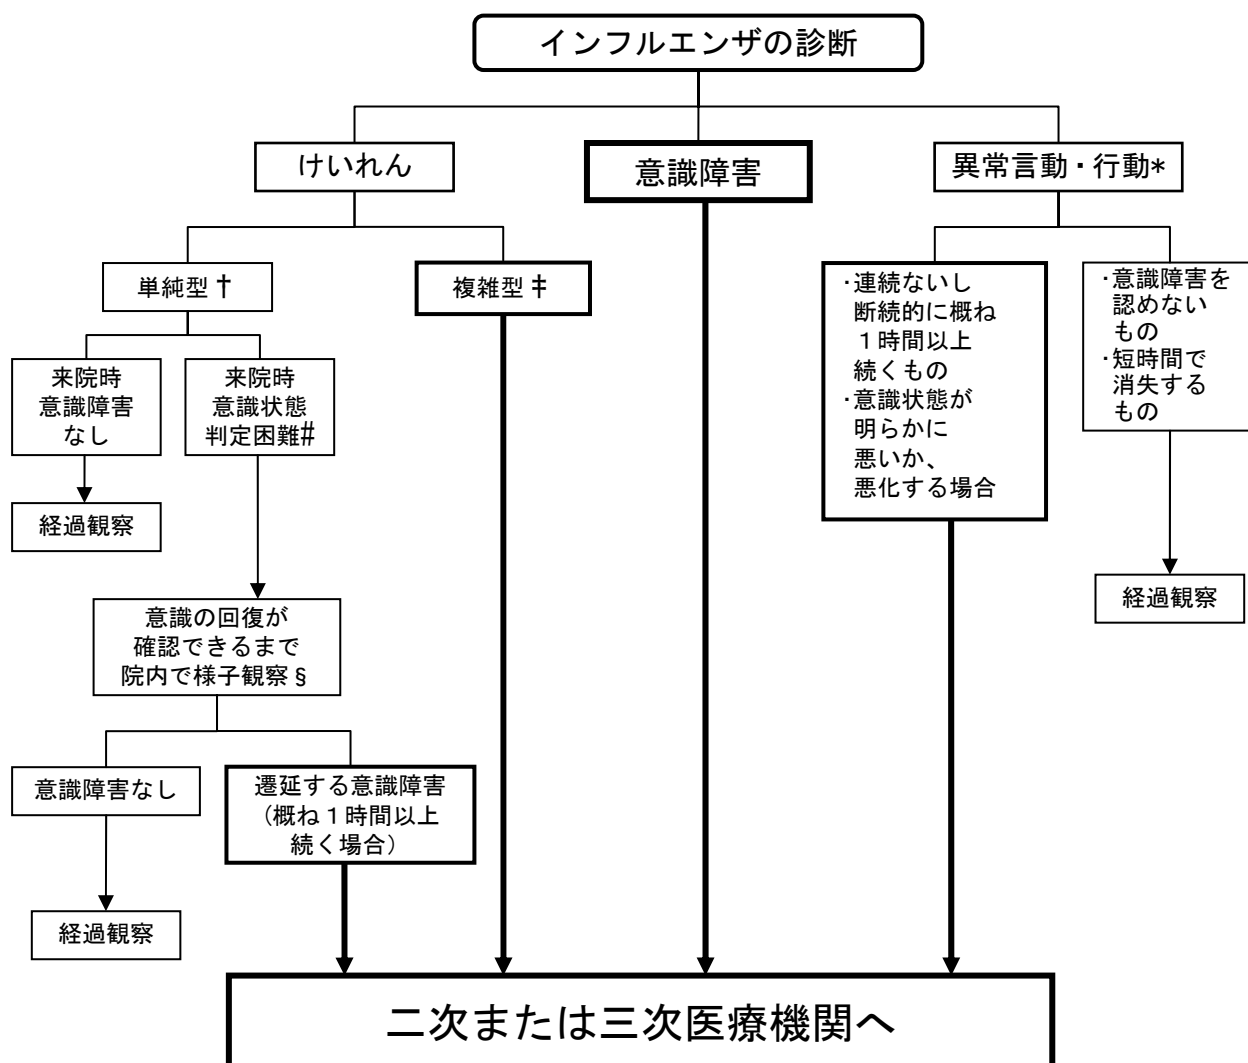 インフルエンザの診断
けいれん
意識障害
異常言動・行動*
単純型†
複雑型‡
・連続ないし
断続的に概ね
１時間以上
続くもの
・意識状態が
明らかに
悪いか、
悪化する場合
・意識障害を
認めない
もの
・短時間で
消失する
もの
来院時
意識障害
なし
来院時
意識状態
判定困難#
経過観察
経過観察
意識の回復が
確認できるまで
院内で様子観察§
意識障害なし
遷延する意識障害
（概ね１時間以上
続く場合）
経過観察
二次または三次医療機関へ